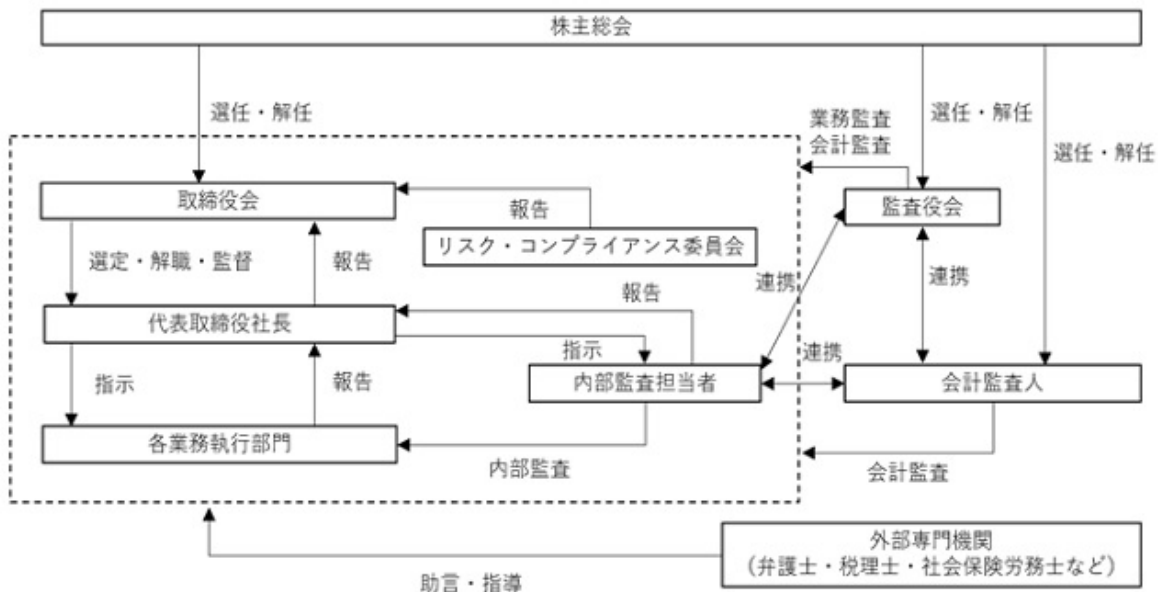 株主総会
選任・解任
選任・解任
選任・解任
業務監査
会計監査
取締役会
報告
監査役会
リスク・コンプライアンス委員会
選定・解職・監督
報告
連携
連携
報告
代表取締役社長
指示
連携
指示
報告
内部監査担当者
会計監査人
各業務執行部門
内部監査
会計監査
外部専門機関
（弁護士・税理士・社会保険労務士など）
助言・指導